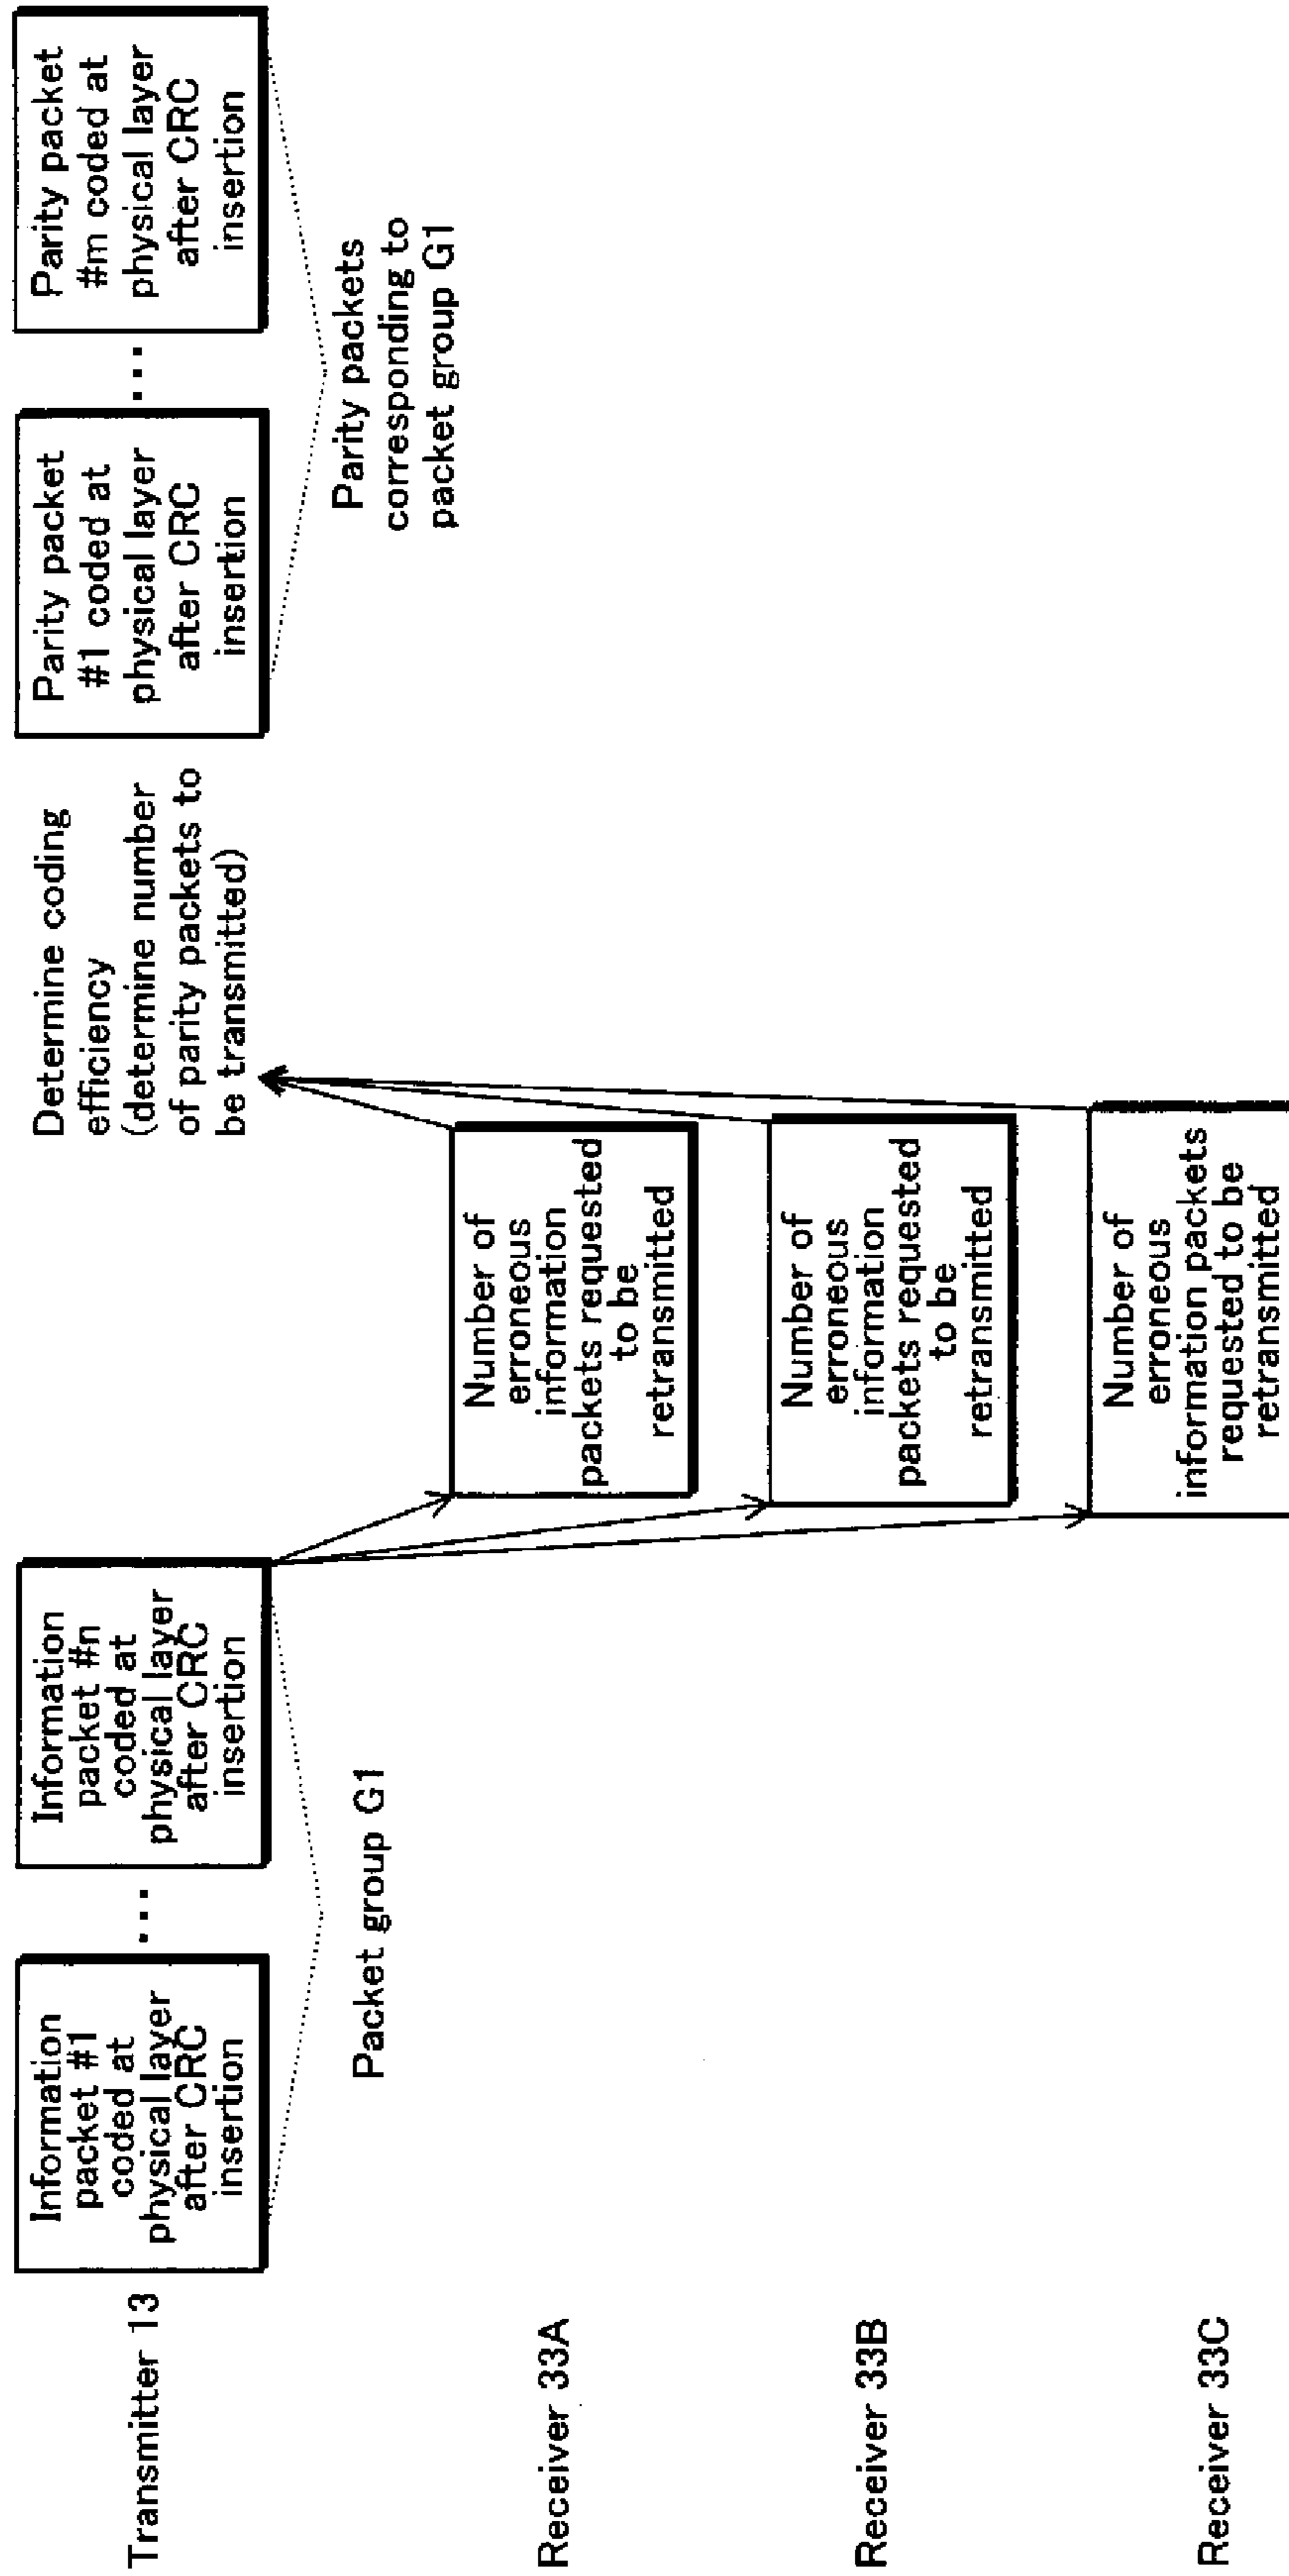 Transmitter 13
Information
packet #1
coded at
physical layer
after CRC
insertion
...
Information
packet #n
coded at
physical layer
after CRC
insertion
Packet group G1
Determine coding
efficiency
(determine number
of parity packets to
be transmitted)
Parity packet
#1 coded at
physical layer
after CRC
insertion
...
Parity packet
#m coded at
physical layer
after CRC
insertion
Parity packets
corresponding to
packet group G1
Receiver 33A
Number of
erroneous
information
packets requested
to be
retransmitted
Receiver 33B
Number of
erroneous
information
packets requested
to be
retransmitted
Receiver 33C
Number of
erroneous
information packets
requested to be
retransmitted